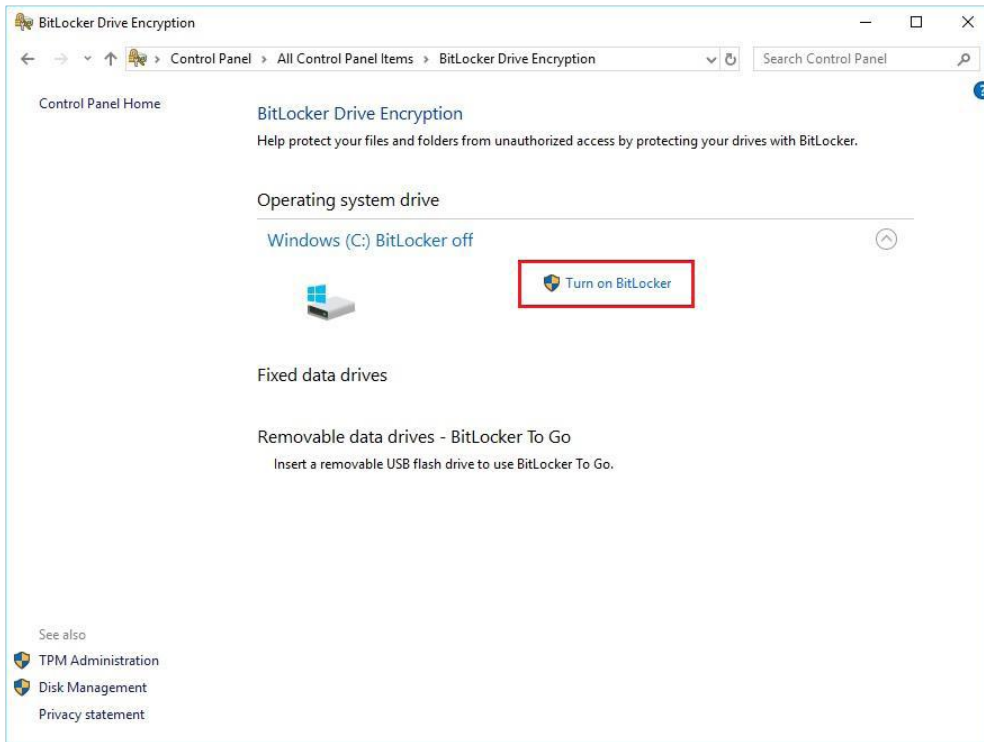 BitLocker Drive Encryption
Control Panel > All Control Panel Items > BitLocker Drive Encryption
Search Control Panel
Control Panel Home
?
BitLocker Drive Encryption
Help protect your files and folders from unauthorized access by protecting your drives with BitLocker.
Operating system drive
Windows (C:) BitLocker off
Turn on BitLocker
Fixed data drives
Removable data drives - BitLocker To Go
Insert a removable USB flash drive to use BitLocker To Go.
See also
TPM Administration
Disk Management
Privacy statement